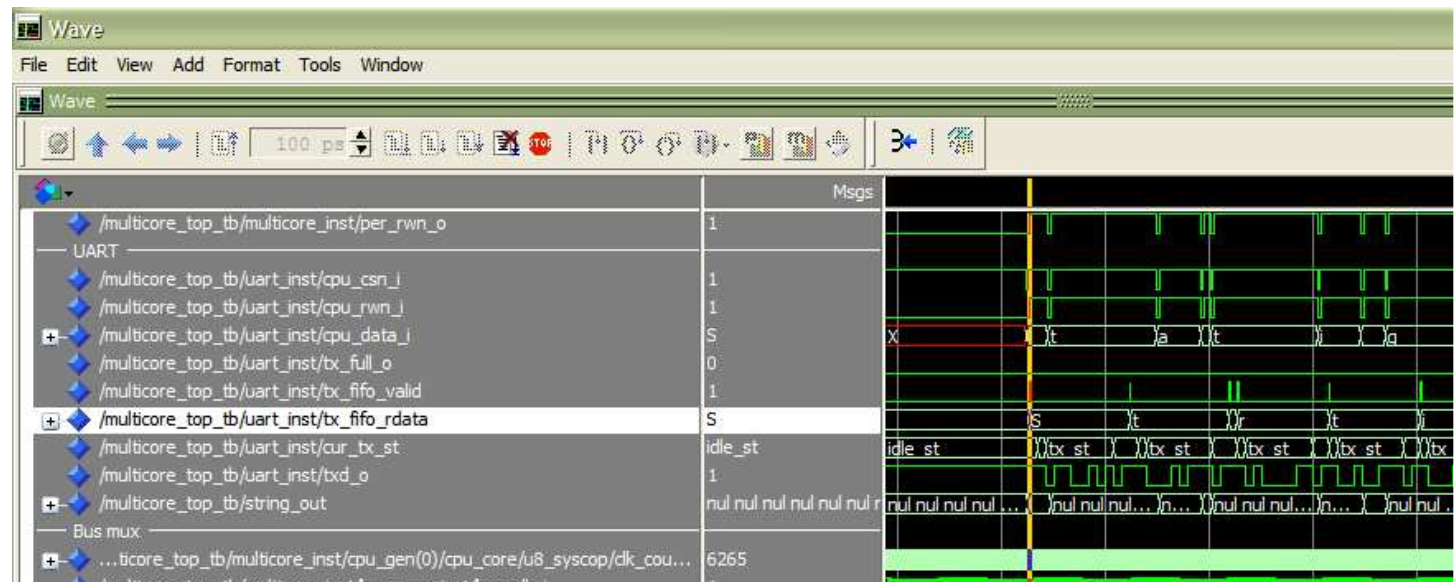 Wave
File Edit View Add Format Tools Window
Wave
100 ps STOP
Msgs
/multicore_top_tb/multicore_inst/per_rwn_o 1
UART
/multicore_top_tb/uart_inst/cpu_csn_i 1
/multicore_top_tb/uart_inst/cpu_rwn_i 1
/multicore_top_tb/uart_inst/cpu_data_i S X t a t i g
/multicore_top_tb/uart_inst/tx_full_o 0
/multicore_top_tb/uart_inst/tx_fifo_valid 1
/multicore_top_tb/uart_inst/tx_fifo_rdata S S t r t i
/multicore_top_tb/uart_inst/cur_tx_st idle_st idle_st tx_st tx_st tx_st tx_st tx
/multicore_top_tb/uart_inst/txd_o 1
/multicore_top_tb/string_out nul nul nul nul nul nul r nul nul nul nul ... nul nul nul... n... nul nul nul... n... nul nul .
Bus mux
...ticore_top_tb/multicore_inst/cpu_gen(0)/cpu_core/u8_syscop/clk_cou... 6265